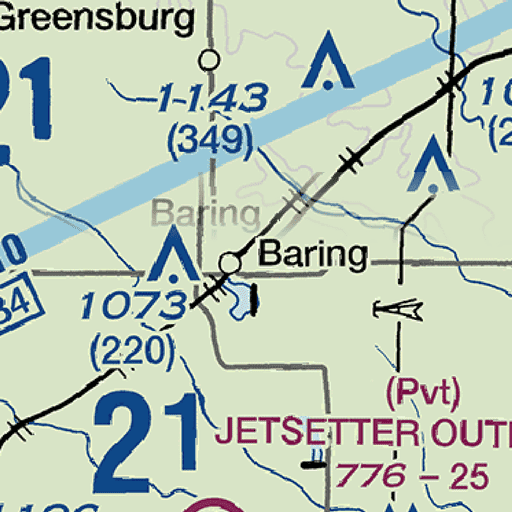 Greensburg
21
1143
(349)
Baring
Baring
1073
(220)
(Pvt)
21
JETSETTER OUT
776 - 25